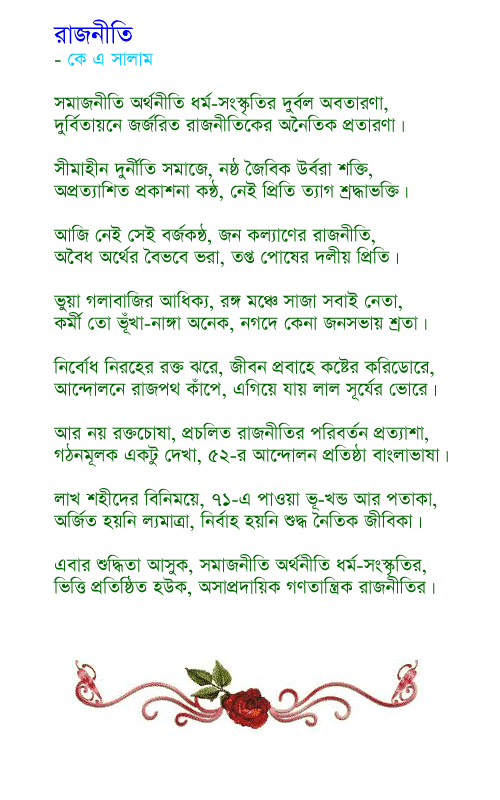 রাজনীতি
- কে এ সালাম
সমাজনীতি অর্থনীতি ধর্ম-সংস্কৃতির দুর্বল অবতারণা,
দুর্বিতায়নে জর্জরিত রাজনীতিকের অনৈতিক প্রতারণা।
সীমাহীন দুর্নীতি সমাজে, নষ্ঠ জৈবিক উর্বরা শক্তি,
অপ্রত্যাশিত প্রকাশনা কষ্ঠ, নেই প্রিতি ত্যাগ শ্রদ্ধাভক্তি।
আজি নেই সেই বর্জকষ্ঠ, জন কল্যাণের রাজনীতি,
অবৈধ অর্থের বৈভবে ভরা, তপ্ত পোষের দলীয় প্রিতি।
ভুয়া গলাবাজির আধিক্য, রঙ্গ মঞ্চে সাজা সবাই নেতা,
কর্মী তো ভূঁখা-নাঙ্গা অনেক, নগদে কেনা জনসভায় শ্রতা।
নির্বোধ নিরহের রক্ত ঝরে, জীবন প্রবাহে কষ্টের করিডোরে,
আন্দোলনে রাজপথ কাঁপে, এগিয়ে যায় লাল সূর্যের ভোরে।
আর নয় রক্তচোষা, প্রচলিত রাজনীতির পরিবর্তন প্রত্যাশা,
গঠনমূলক একটু দেখা, ৫২-র আন্দোলন প্রতিষ্ঠা বাংলাভাষা।
লাখ শহীদের বিনিময়ে, ৭১-এ পাওয়া ভূ-খন্ড আর পতাকা,
অর্জিত হয়নি ল্যমাত্রা, নির্বাহ হয়নি শুদ্ধ নৈতিক জীবিকা।
এবার শুদ্ধিতা আসুক, সমাজনীতি অর্থনীতি ধর্ম-সংস্কৃতির,
ভিত্তি প্রতিষ্ঠিত হউক, অসাপ্রদায়িক গণতান্ত্রিক রাজনীতির।